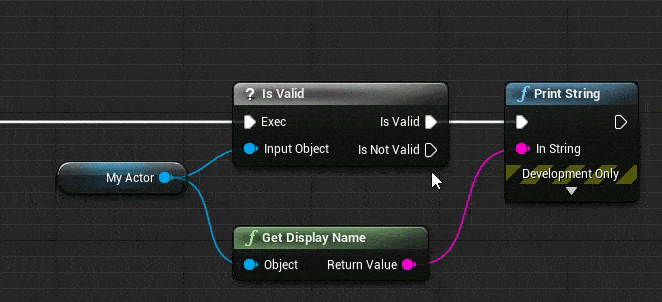 ? Is Valid
Exec Is Valid
Input Object Is Not Valid
f Print String
In String
Development Only
My Actor
f Get Display Name
Object Return Value